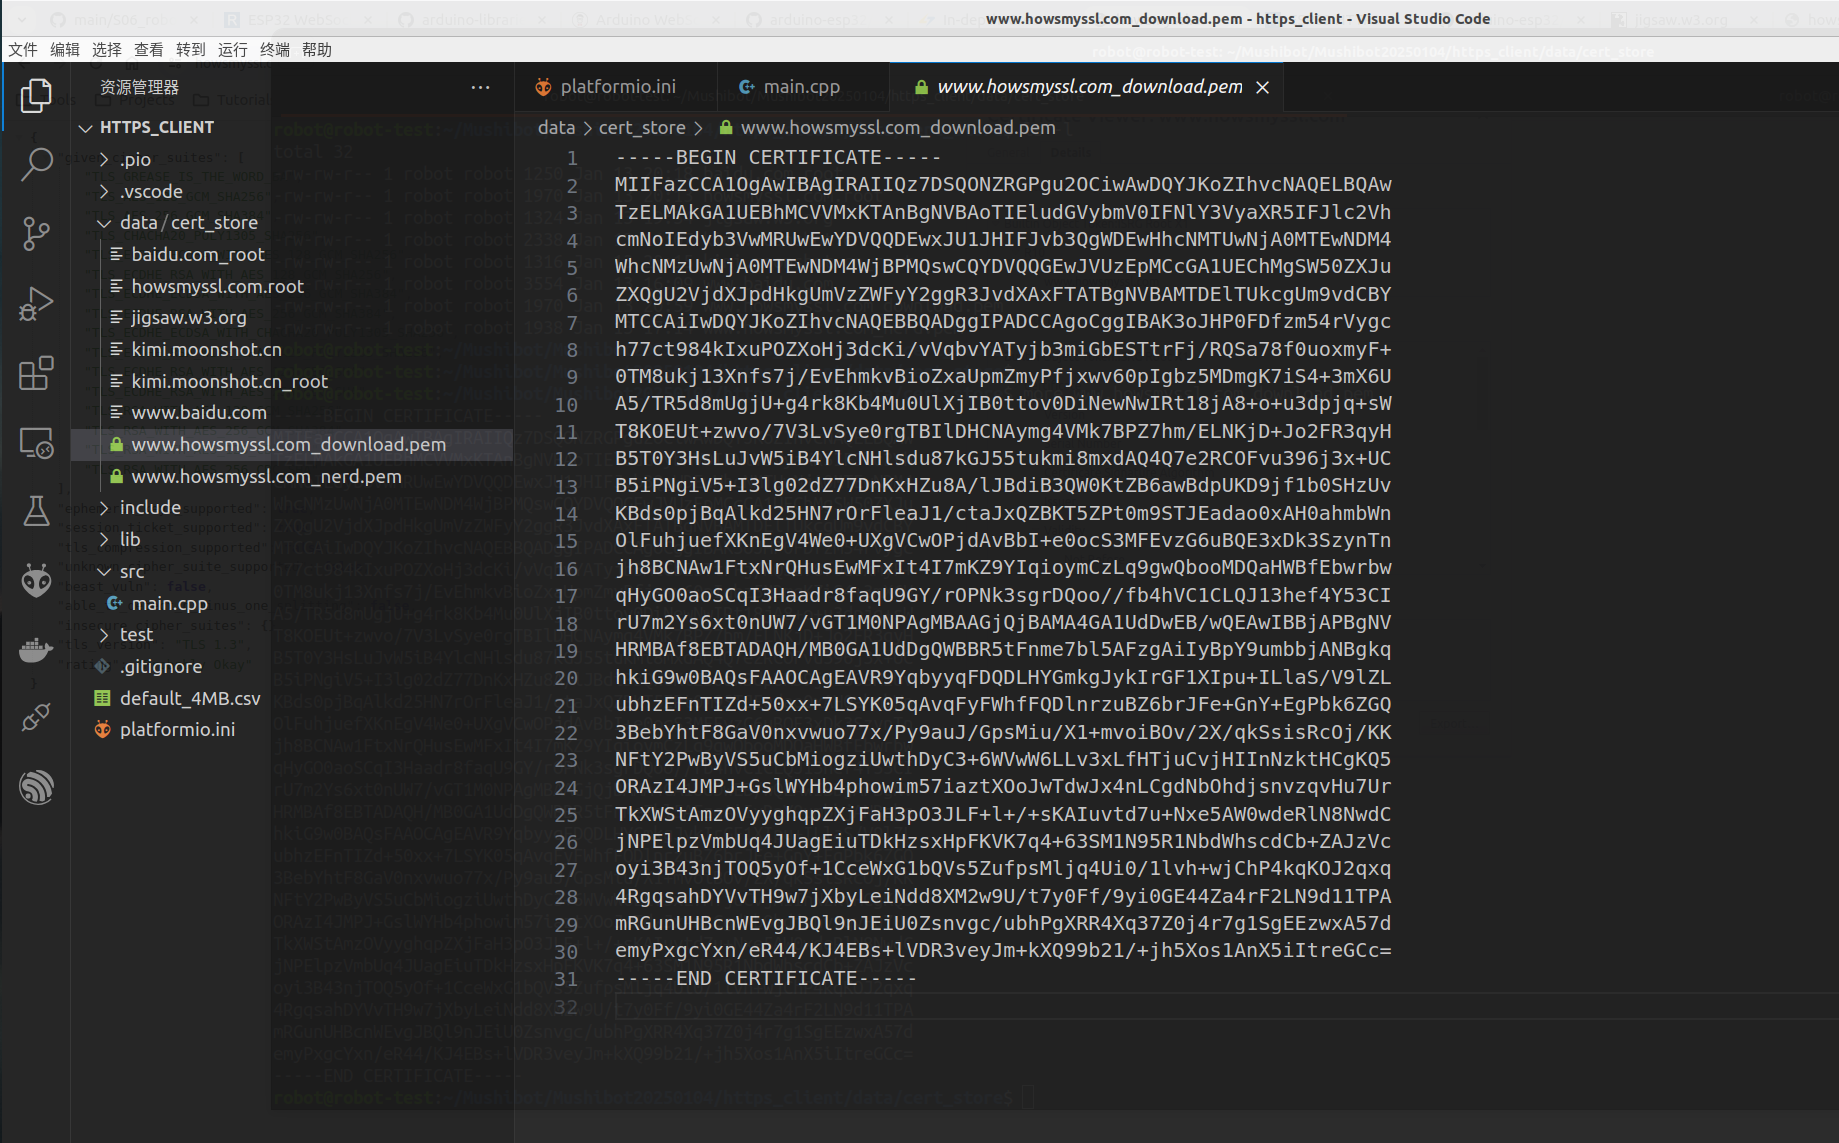 www.howsmyssl.com_download.pem - https_client - Visual Studio Code
文件 编辑 选择 查看 转到 运行 终端 帮助
资源管理器
HTTPS_CLIENT
.pio
.vscode
data / cert_store
baidu.com_root
howsmyssl.com.root
jigsaw.w3.org
kimi.moonshot.cn
kimi.moonshot.cn_root
www.baidu.com
www.howsmyssl.com_download.pem
www.howsmyssl.com_nerd.pem
include
lib
src
main.cpp
test
.gitignore
default_4MB.csv
platformio.ini
platformio.ini main.cpp www.howsmyssl.com_download.pem
data > cert_store > www.howsmyssl.com_download.pem
1 -----BEGIN CERTIFICATE-----
2 MIIFazCCA1OgAwIBAgIRAIIQz7DSQONZRGPgu2OCiwAwDQYJKoZIhvcNAQELBQAw
3 TzELMAkGA1UEBhMCVVMxKTAnBgNVBAoTIEludGVybmV0IFNlY3VyaXR5IFJlc2Vh
4 cmNoIEdyb3VwMRUwEwYDVQQDEwxJU1JHIFJvb3QgWDEwHhcNMTUwNjA0MTEwNDM4
5 WhcNMzUwNjA0MTEwNDM4WjBPMQswCQYDVQQGEwJVUzEpMCcGA1UEChMgSW50ZXJu
6 ZXQgU2VjdXJpdHkgUmVzZWFyY2ggR3JvdXAxFTATBgNVBAMTDElTUkcgUm9vdCBY
7 MTCCAiIwDQYJKoZIhvcNAQEBBQADggIPADCCAgoCggIBAK3oJHP0FDfzm54rVygc
8 h77ct984kIxuPOZXoHj3dcKi/vVqbvYATyjb3miGbESTtrFj/RQSa78f0uoxmyF+
9 0TM8ukj13Xnfs7j/EvEhmkvBioZxaUpmZmyPfjxwv60pIgbz5MDmgK7iS4+3mX6U
10 A5/TR5d8mUgjU+g4rk8Kb4Mu0UlXjIB0ttov0DiNewNwIRt18jA8+o+u3dpjq+sW
11 T8KOEUt+zwvo/7V3LvSye0rgTBIlDHCNAymg4VMk7BPZ7hm/ELNKjD+Jo2FR3qyH
12 B5T0Y3HsLuJvW5iB4YlcNHlsdu87kGJ55tukmi8mxdAQ4Q7e2RCOFvu396j3x+UC
13 B5iPNgiV5+I3lg02dZ77DnKxHZu8A/lJBdiB3QW0KtZB6awBdpUKD9jf1b0SHzUv
14 KBds0pjBqAlkd25HN7rOrFleaJ1/ctaJxQZBKT5ZPt0m9STJEadao0xAH0ahmbWn
15 OlFuhjuefXKnEgV4We0+UXgVCwOPjdAvBbI+e0ocS3MFEvzG6uBQE3xDk3SzynTn
16 jh8BCNAw1FtxNrQHusEwMFxIt4I7mKZ9YIqioymCzLq9gwQbooMDQaHWBfEbwrbw
17 qHyGO0aoSCqI3Haadr8faqU9GY/rOPNk3sgrDQoo//fb4hVC1CLQJ13hef4Y53CI
18 rU7m2Ys6xt0nUW7/vGT1M0NPAgMBAAGjQjBAMA4GA1UdDwEB/wQEAwIBBjAPBgNV
19 HRMBAf8EBTADAQH/MB0GA1UdDgQWBBR5tFnme7bl5AFzgAiIyBpY9umbbjANBgkq
20 hkiG9w0BAQsFAAOCAgEAVR9YqbyyqFDQDLHYGmkgJykIrGF1XIpu+ILlaS/V9lZL
21 ubhzEFnTIZd+50xx+7LSYK05qAvqFyFWhfFQDlnrzuBZ6brJFe+GnY+EgPbk6ZGQ
22 3BebYhtF8GaV0nxvwuo77x/Py9auJ/GpsMiu/X1+mvoiBOv/2X/qkSsisRcOj/KK
23 NFtY2PwByVS5uCbMiogziUwthDyC3+6WVwW6LLv3xLfHTjuCvjHIInNzktHCgKQ5
24 ORAzI4JMPJ+GslWYHb4phowim57iaztXOoJwTdwJx4nLCgdNbOhdjsnvzqvHu7Ur
25 TkXWStAmzOVyyghqpZXjFaH3pO3JLF+l+/+sKAIuvtd7u+Nxe5AW0wdeRlN8NwdC
26 jNPElpzVmbUq4JUagEiuTDkHzsxHpFKVK7q4+63SM1N95R1NbdWhscdCb+ZAJzVc
27 oyi3B43njTOQ5yOf+1CceWxG1bQVs5ZufpsMljq4Ui0/1lvh+wjChP4kqKOJ2qxq
28 4RgqsahDYVvTH9w7jXbyLeiNdd8XM2w9U/t7y0Ff/9yi0GE44Za4rF2LN9d11TPA
29 mRGunUHBcnWEvgJBQl9nJEiU0Zsnvgc/ubhPgXRR4Xq37Z0j4r7g1SgEEzwxA57d
30 emyPxgcYxn/eR44/KJ4EBs+lVDR3veyJm+kXQ99b21/+jh5Xos1AnX5iItreGCc=
31 -----END CERTIFICATE-----
32